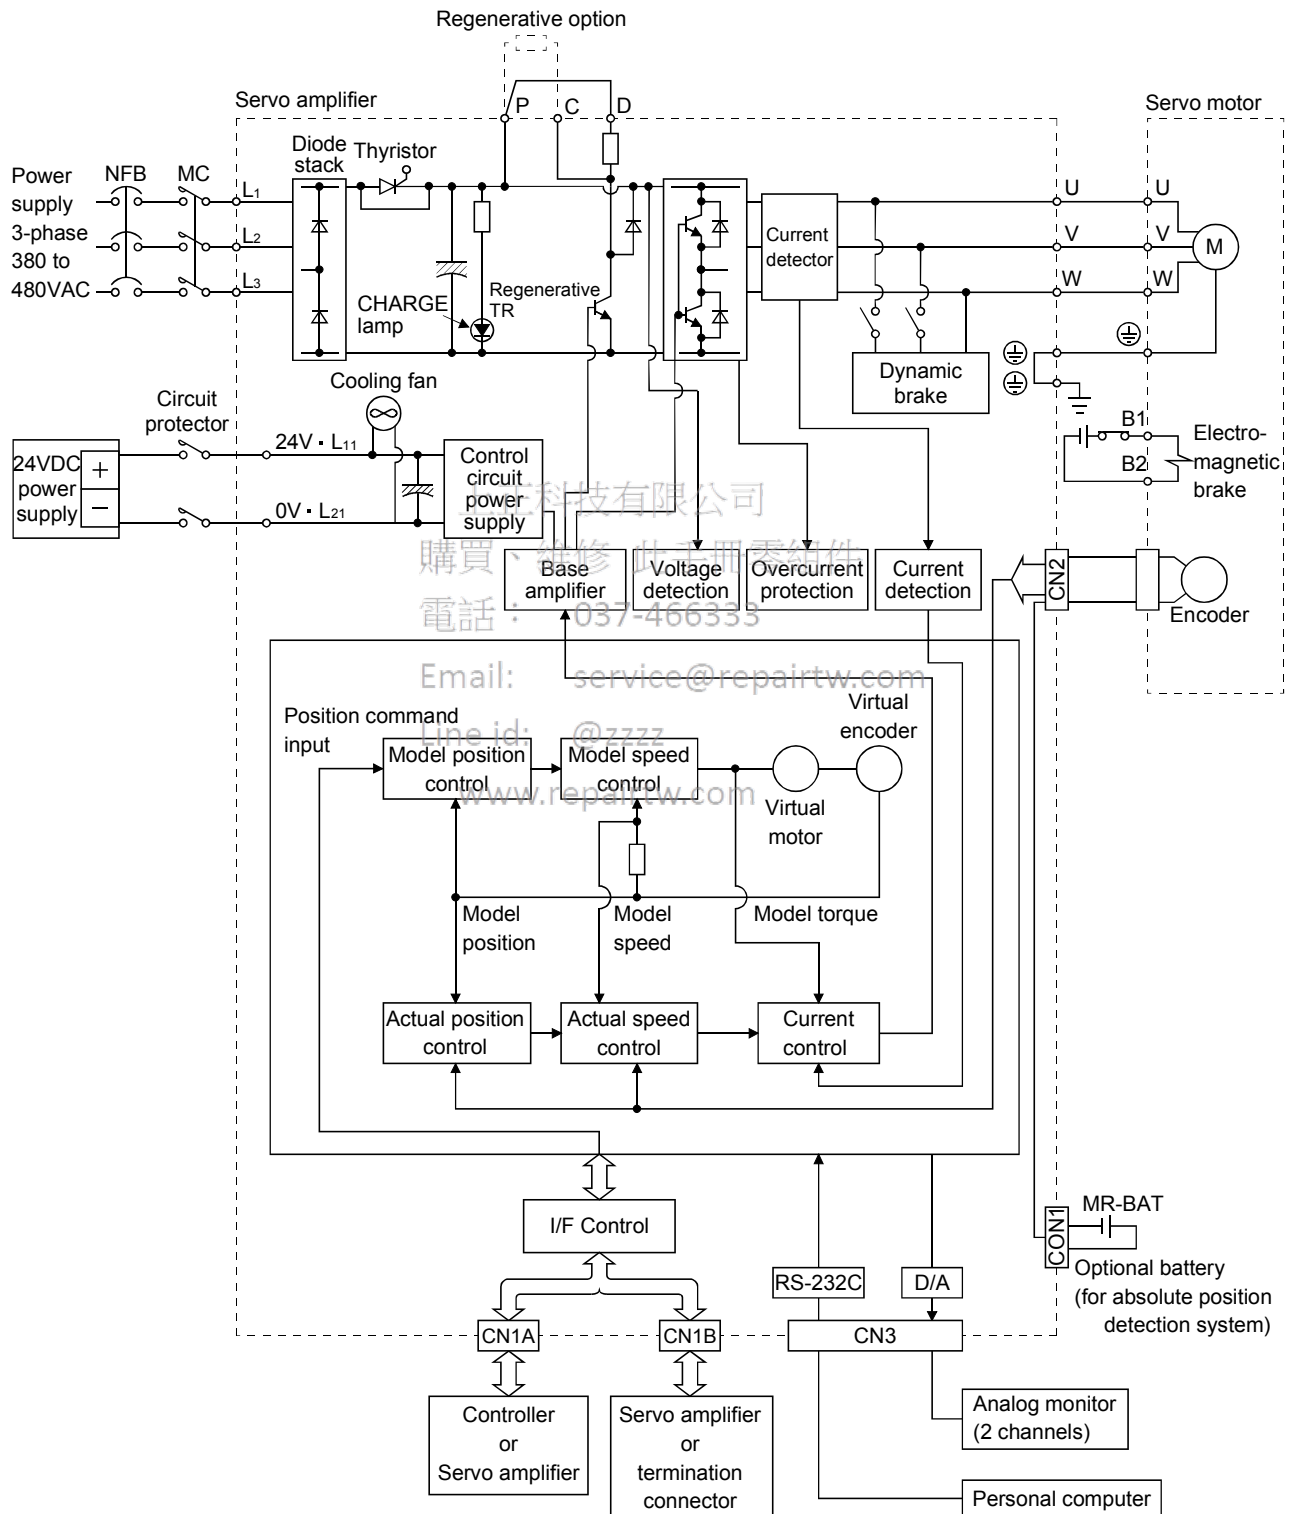 Regenerative option
Servo amplifier
P
C
D
Servo motor
Diode
stack
Thyristor
Power
supply
3-phase
380 to
480VAC
NFB
MC
L1
L2
L3
U
V
W
U
V
W
M
Current
detector
CHARGE
lamp
Regenerative
TR
Dynamic
brake
Cooling fan
Circuit
protector
24VDC
power
supply
+
−
24V・L11
0V・L21
Control
circuit
power
supply
B1
B2
Electro-
magnetic
brake
上正科技有限公司
購買、維修 此手冊零組件
電話： 037-466333
Email: service@repairtw.com
Line id: @zzzz
www.repairtw.com
Base
amplifier
Voltage
detection
Overcurrent
protection
Current
detection
CN2
Encoder
Position command
input
Model position
control
Model speed
control
Virtual
motor
Virtual
encoder
Model
position
Model
speed
Model torque
Actual position
control
Actual speed
control
Current
control
I/F Control
RS-232C
D/A
CON1
MR-BAT
Optional battery
(for absolute position
detection system)
CN1A
CN1B
CN3
Controller
or
Servo amplifier
Servo amplifier
or
termination
connector
Analog monitor
(2 channels)
Personal computer